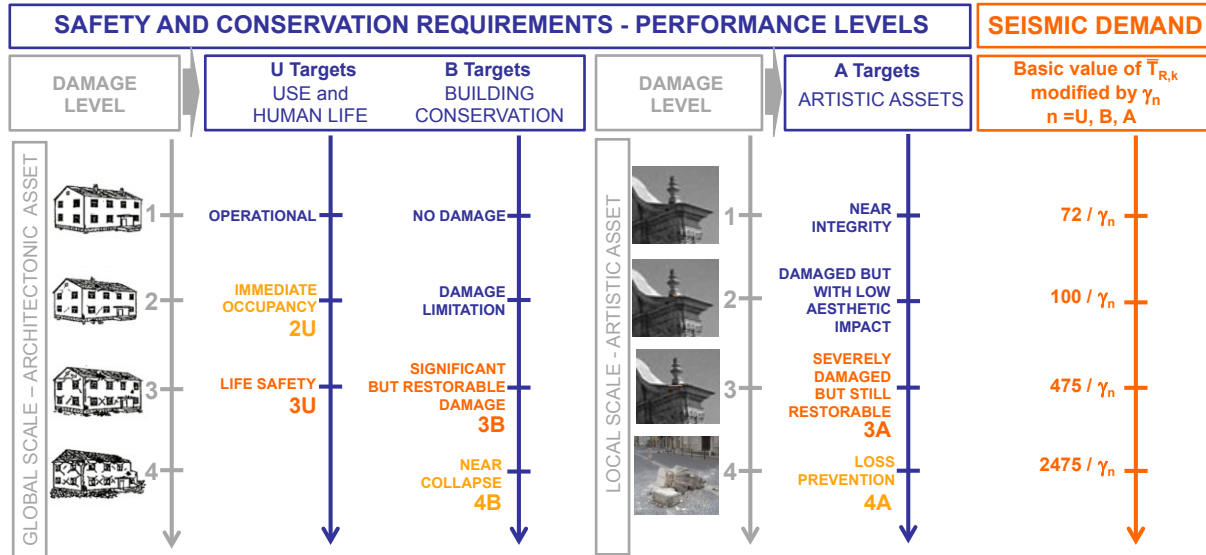 SAFETY AND CONSERVATION REQUIREMENTS - PERFORMANCE LEVELS
SEISMIC DEMAND
DAMAGE
LEVEL
U Targets
USE and
HUMAN LIFE
B Targets
BUILDING
CONSERVATION
DAMAGE
LEVEL
A Targets
ARTISTIC ASSETS
Basic value of T̅R,k
modified by γn
n =U, B, A
GLOBAL SCALE – ARCHITECTONIC ASSET
1
OPERATIONAL
NO DAMAGE
2
IMMEDIATE
OCCUPANCY
2U
DAMAGE
LIMITATION
3
LIFE SAFETY
3U
SIGNIFICANT
BUT RESTORABLE
DAMAGE
3B
4
NEAR
COLLAPSE
4B
LOCAL SCALE - ARTISTIC ASSET
1
NEAR
INTEGRITY
72 / γn
2
DAMAGED BUT
WITH LOW
AESTHETIC
IMPACT
100 / γn
3
SEVERELY
DAMAGED
BUT STILL
RESTORABLE
3A
475 / γn
4
LOSS
PREVENTION
4A
2475 / γn